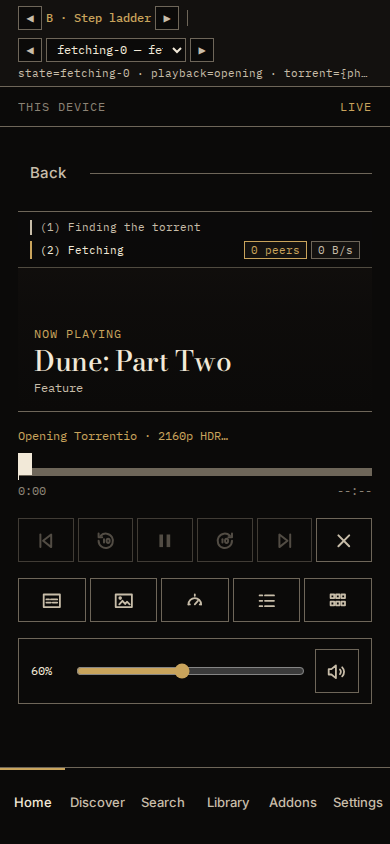 ◄ B · Step ladder ►
◄ fetching-0 — fe ►
state=fetching-0 · playback=opening · torrent={ph…
THIS DEVICE LIVE
Back
(1) Finding the torrent
(2) Fetching 0 peers 0 B/s
NOW PLAYING
Dune: Part Two
Feature
Opening Torrentio · 2160p HDR…
0:00 --:--
10 10
60%
Home Discover Search Library Addons Settings